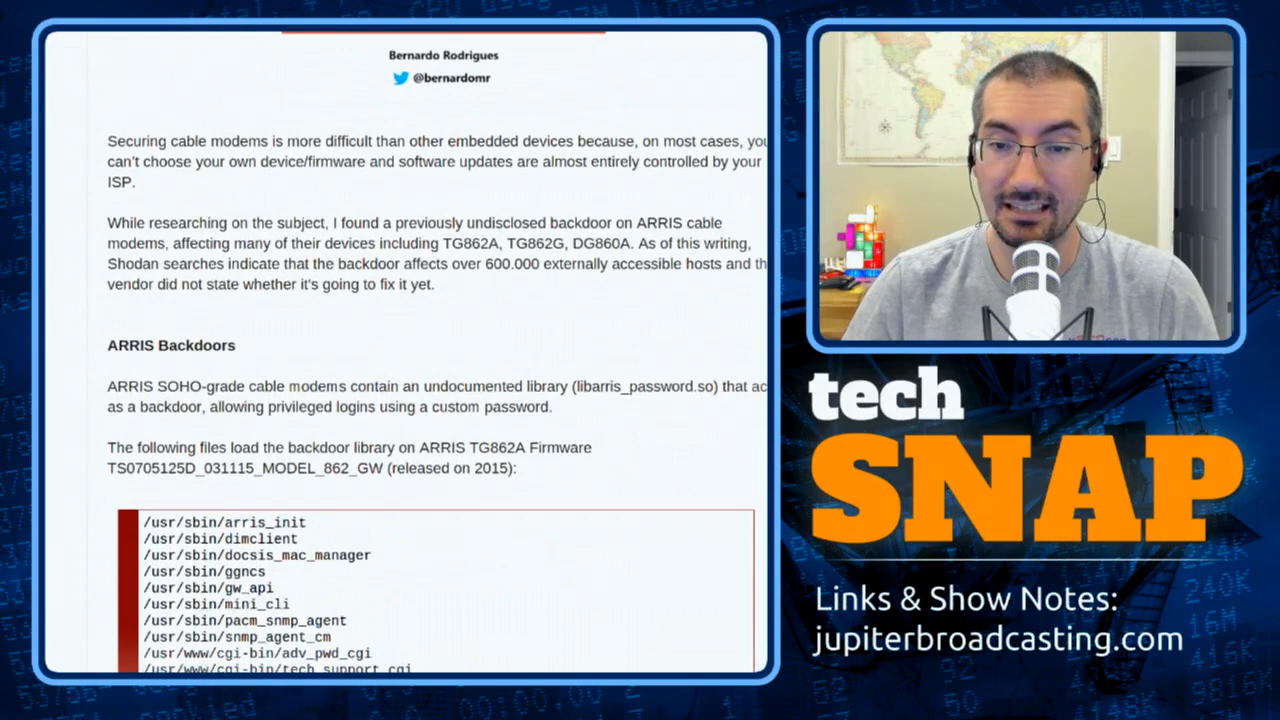 Bernardo Rodrigues
@bernardomr
Securing cable modems is more difficult than other embedded devices because, on most cases, you
can't choose your own device/firmware and software updates are almost entirely controlled by your
ISP.
While researching on the subject, I found a previously undisclosed backdoor on ARRIS cable
modems, affecting many of their devices including TG862A, TG862G, DG860A. As of this writing,
Shodan searches indicate that the backdoor affects over 600.000 externally accessible hosts and th
vendor did not state whether it's going to fix it yet.
ARRIS Backdoors
ARRIS SOHO-grade cable modems contain an undocumented library (libarris_password.so) that ac
as a backdoor, allowing privileged logins using a custom password.
The following files load the backdoor library on ARRIS TG862A Firmware
TS0705125D_031115_MODEL_862_GW (released on 2015):
/usr/sbin/arris_init
/usr/sbin/dimclient
/usr/sbin/docsis_mac_manager
/usr/sbin/ggncs
/usr/sbin/gw_api
/usr/sbin/mini_cli
/usr/sbin/pacm_snmp_agent
/usr/sbin/snmp_agent_cm
/usr/www/cgi-bin/adv_pwd_cgi
/usr/www/cgi-bin/tech_support_cgi
tech
SNAP
Links & Show Notes:
jupiterbroadcasting.com